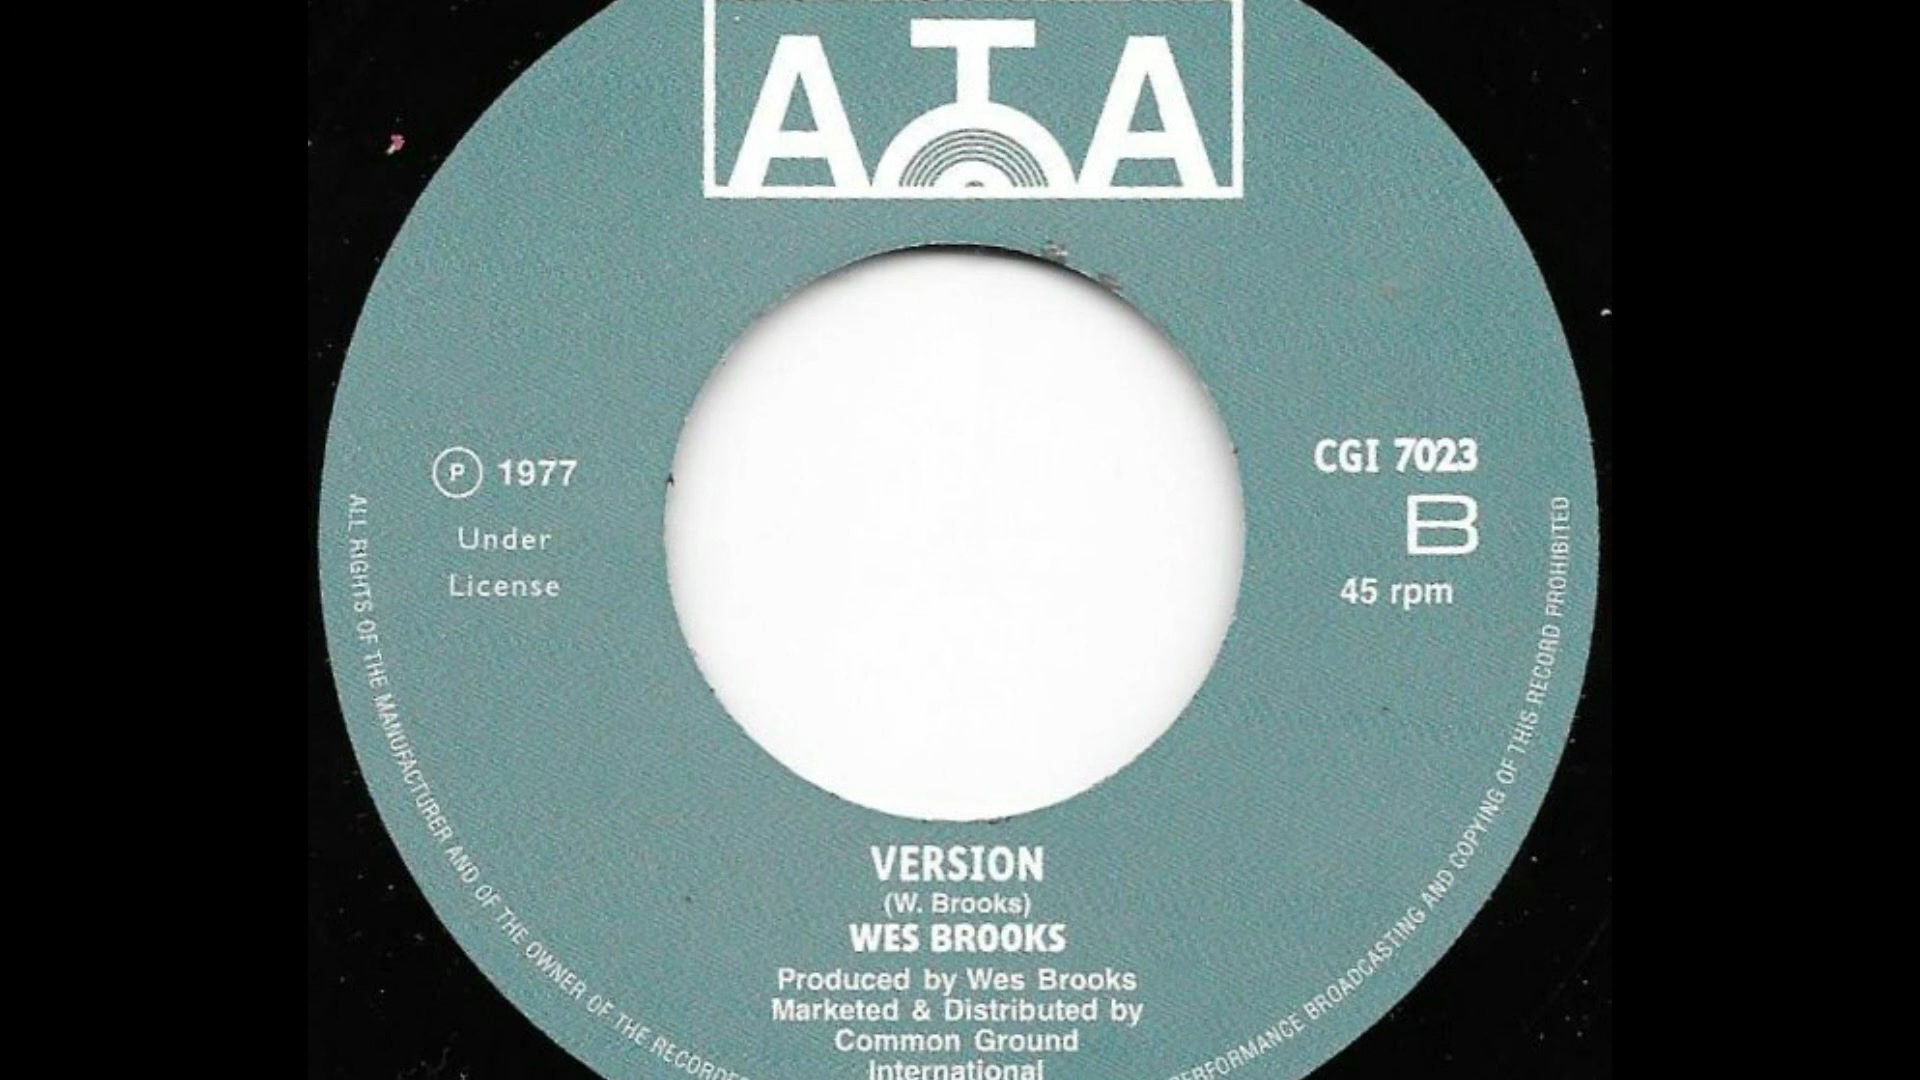 ATA
Ⓟ 1977
Under
License
CGI 7023
B
45 rpm
VERSION
(W. Brooks)
WES BROOKS
Produced by Wes Brooks
Marketed & Distributed by
Common Ground
International
ALL RIGHTS OF THE MANUFACTURER AND OF THE OWNER OF THE RECORDE
PERFORMANCE BROADCASTING AND COPYING OF THIS RECORD PROHIBITED